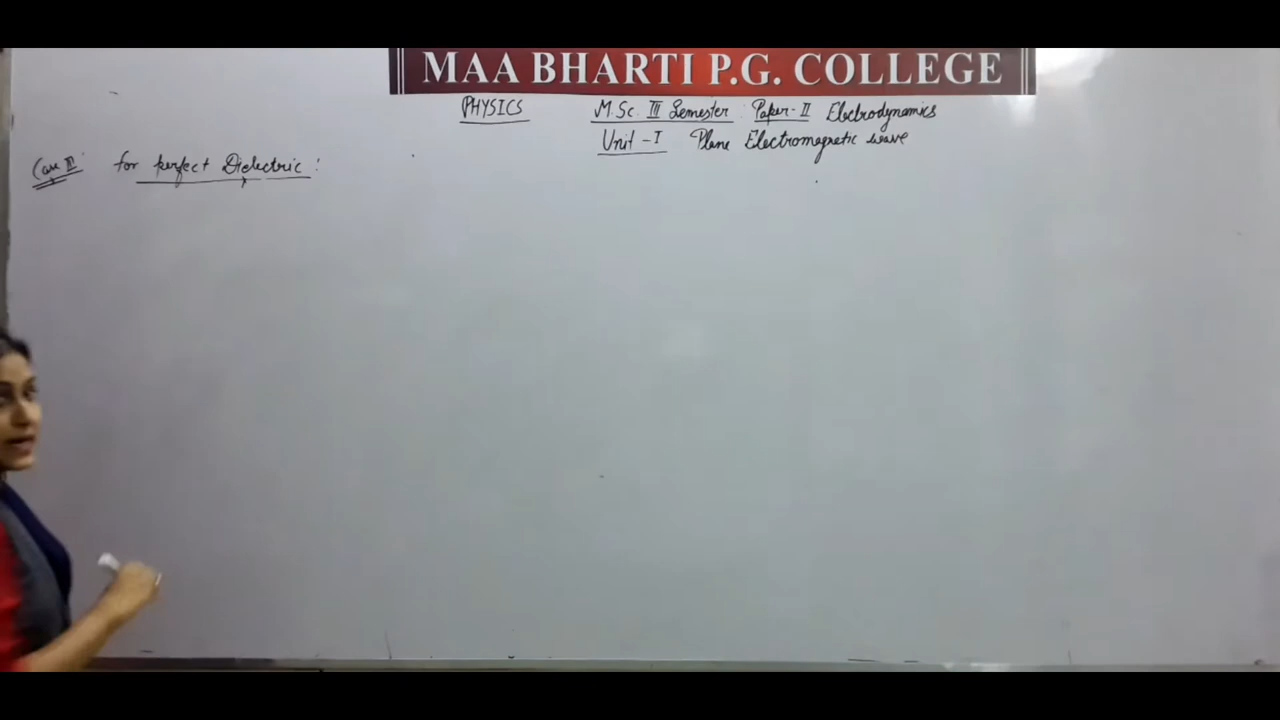 MAA BHARTI P.G. COLLEGE
PHYSICS M.Sc. III Semester : Paper-II Electrodynamics
Unit-I Plane Electromagnetic wave
Case III for perfect Dielectric :